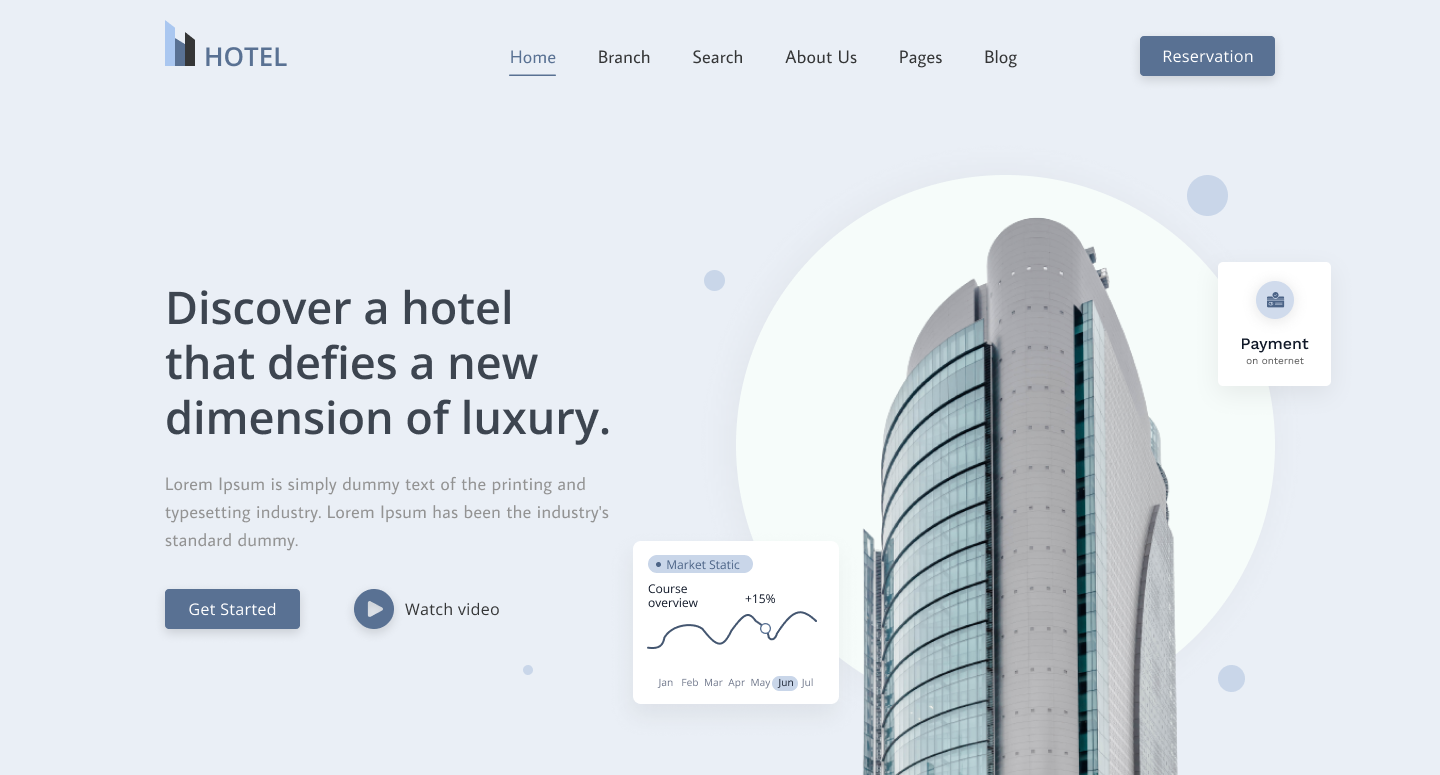 HOTEL
Home Branch Search About Us Pages Blog
Reservation
Discover a hotel
that defies a new
dimension of luxury.
Lorem Ipsum is simply dummy text of the printing and
typesetting industry. Lorem Ipsum has been the industry's
standard dummy.
Get Started
Watch video
Payment
on onternet
Market Static
Course
overview
+15%
Jan Feb Mar Apr May Jun Jul